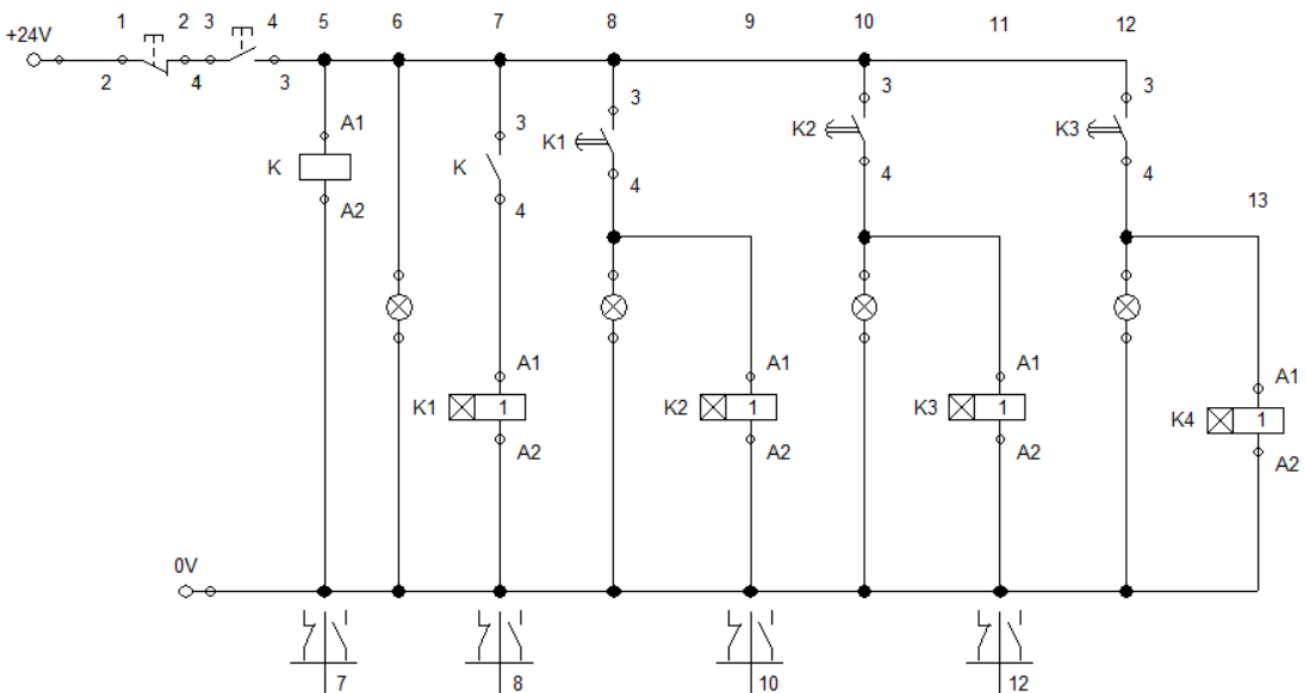 1 2 3 4 5 6 7 8 9 10 11 12
+24V
2 4 3
3 3 3
A1 3
K K K1 K2 K3
A2 4 4 4 4
13
A1 A1 A1 A1
K1 1 K2 1 K3 1 K4 1
A2 A2 A2 A2
0V
7 8 10 12